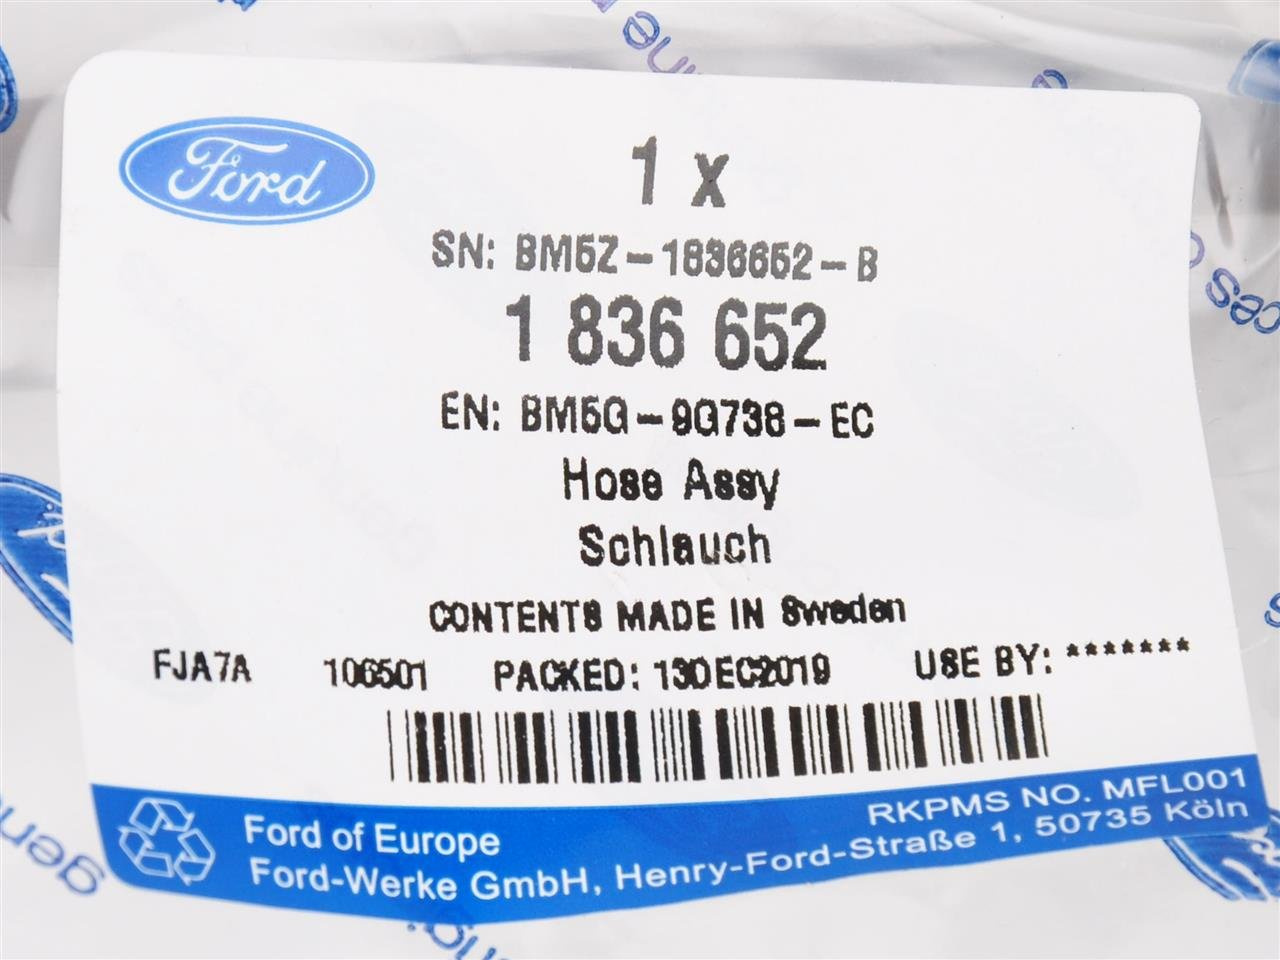 Ford
1 x
SN: BM5Z-1836652-B
1 836 652
EN: BM5G-9G738-EC
Hose Assy
Schlauch
CONTENTS MADE IN Sweden
FJA7A 106501 PACKED: 13DEC2019 USE BY: *******
RKPMS NO. MFL001
Ford of Europe
Ford-Werke GmbH, Henry-Ford-Straße 1, 50735 Köln